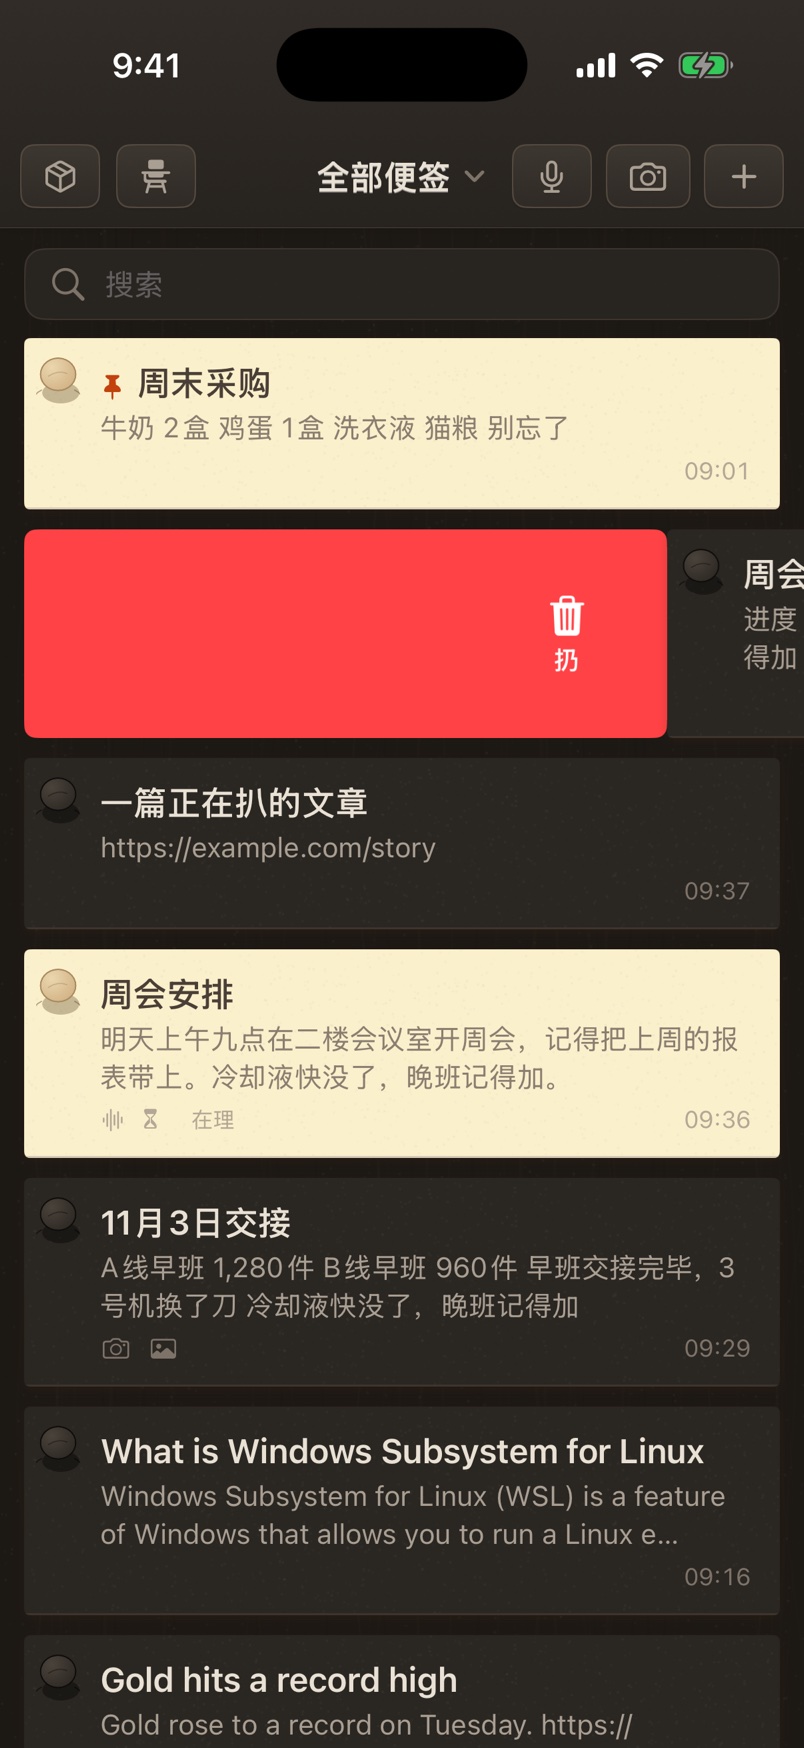 9:41
全部便签
搜索
周末采购
牛奶 2盒 鸡蛋 1盒 洗衣液 猫粮 别忘了
09:01
扔
周会
进度
得加
一篇正在扒的文章
https://example.com/story
09:37
周会安排
明天上午九点在二楼会议室开周会，记得把上周的报
表带上。冷却液快没了，晚班记得加。
在理
09:36
11月3日交接
A线早班 1,280件 B线早班 960件 早班交接完毕，3
号机换了刀 冷却液快没了，晚班记得加
09:29
What is Windows Subsystem for Linux
Windows Subsystem for Linux (WSL) is a feature
of Windows that allows you to run a Linux e...
09:16
Gold hits a record high
Gold rose to a record on Tuesday. https://